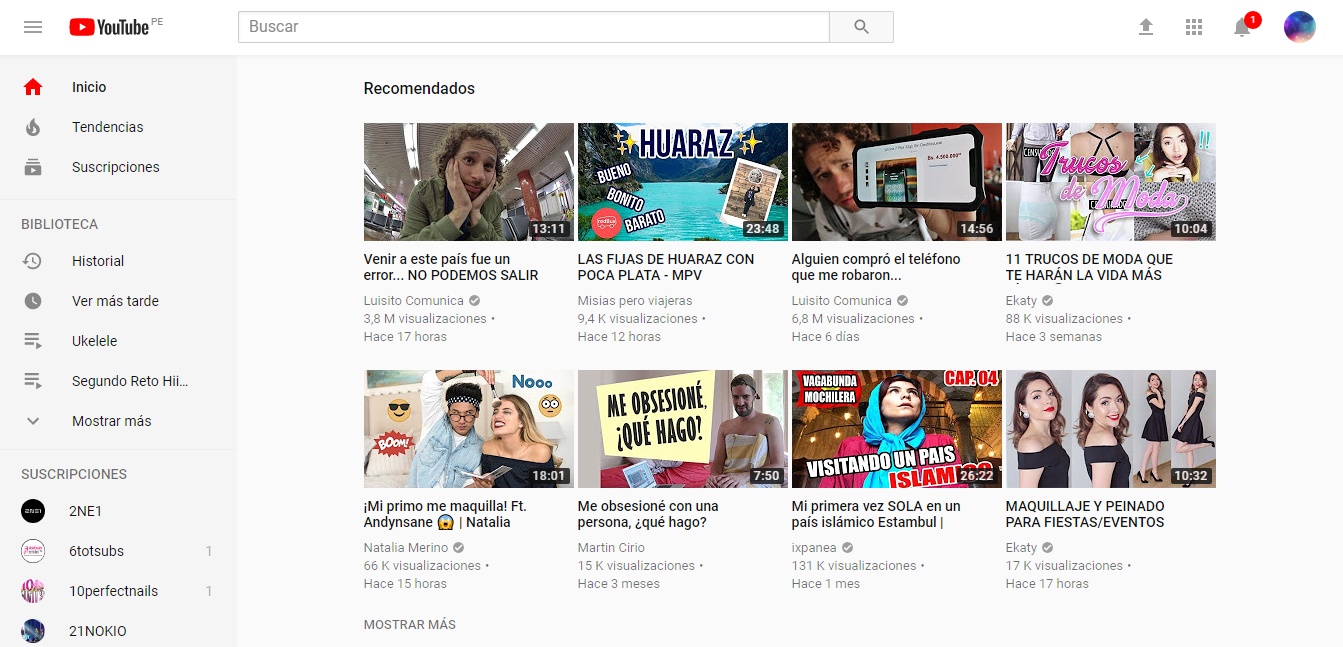 YouTube PE
Buscar
1
Inicio
Tendencias
Suscripciones
BIBLIOTECA
Historial
Ver más tarde
Ukelele
Segundo Reto Hii...
Mostrar más
SUSCRIPCIONES
2NE1
6totsubs 1
10perfectnails 1
21NOKIO
Recomendados
13:11
Venir a este país fue un
error... NO PODEMOS SALIR
Luisito Comunica
3,8 M visualizaciones •
Hace 17 horas
HUARAZ
BUENO
BONITO
BARATO
redBus
23:48
LAS FIJAS DE HUARAZ CON
POCA PLATA - MPV
Misias pero viajeras
9,4 K visualizaciones •
Hace 12 horas
Bs. 4.500.000
14:56
Alguien compró el teléfono
que me robaron...
Luisito Comunica
6,8 M visualizaciones •
Hace 6 días
Trucos
de Moda
!!
10:04
11 TRUCOS DE MODA QUE
TE HARÁN LA VIDA MÁS
Ekaty
88 K visualizaciones •
Hace 3 semanas
Nooo
BOOM!
18:01
¡Mi primo me maquilla! Ft.
Andynsane 😱 | Natalia
Natalia Merino
66 K visualizaciones •
Hace 15 horas
ME OBSESIONÉ,
¿QUÉ HAGO?
7:50
Me obsesioné con una
persona, ¿qué hago?
Martin Cirio
15 K visualizaciones •
Hace 3 meses
VAGABUNDA
MOCHILERA
CAP. 04
VISITANDO UN PAIS
ISLAMICO
26:22
Mi primera vez SOLA en un
país islámico Estambul |
ixpanea
131 K visualizaciones •
Hace 1 mes
10:32
MAQUILLAJE Y PEINADO
PARA FIESTAS/EVENTOS
Ekaty
17 K visualizaciones •
Hace 17 horas
MOSTRAR MÁS